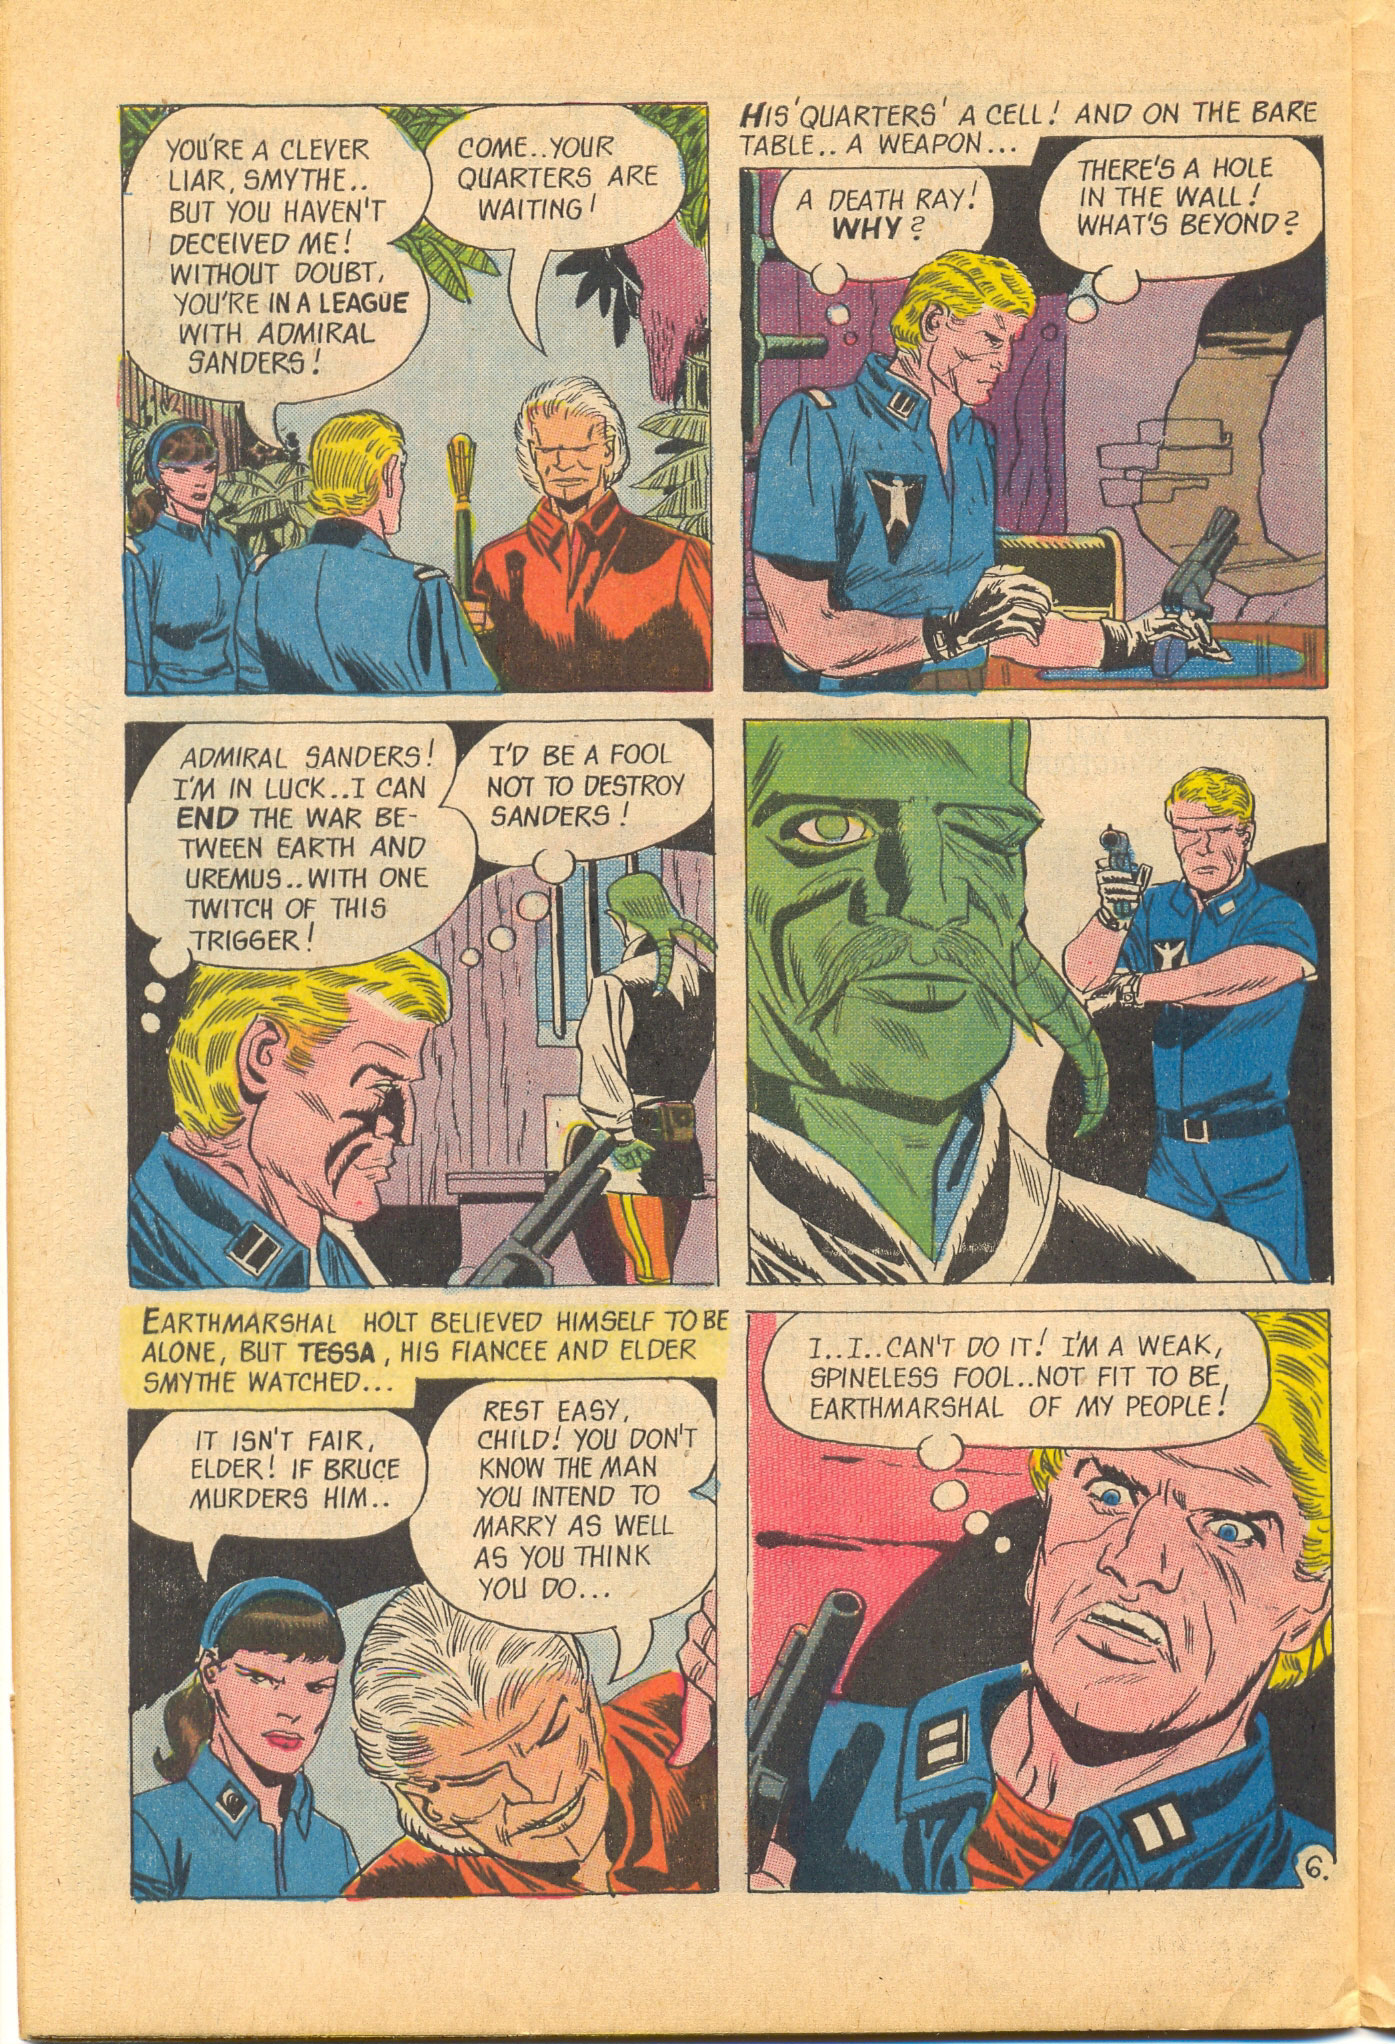 YOU'RE A CLEVER
LIAR, SMYTHE..
BUT YOU HAVEN'T
DECEIVED ME!
WITHOUT DOUBT,
YOU'RE IN A LEAGUE
WITH ADMIRAL
SANDERS!
COME..YOUR
QUARTERS ARE
WAITING!
HIS 'QUARTERS' A CELL! AND ON THE BARE
TABLE.. A WEAPON...
A DEATH RAY!
WHY?
THERE'S A HOLE
IN THE WALL!
WHAT'S BEYOND?
ADMIRAL SANDERS!
I'M IN LUCK..I CAN
END THE WAR BE-
TWEEN EARTH AND
UREMUS..WITH ONE
TWITCH OF THIS
TRIGGER!
I'D BE A FOOL
NOT TO DESTROY
SANDERS!
EARTHMARSHAL HOLT BELIEVED HIMSELF TO BE
ALONE, BUT TESSA, HIS FIANCEE AND ELDER
SMYTHE WATCHED...
IT ISN'T FAIR,
ELDER! IF BRUCE
MURDERS HIM..
REST EASY,
CHILD! YOU DON'T
KNOW THE MAN
YOU INTEND TO
MARRY AS WELL
AS YOU THINK
YOU DO...
I..I..CAN'T DO IT! I'M A WEAK,
SPINELESS FOOL..NOT FIT TO BE
EARTHMARSHAL OF MY PEOPLE!
6.